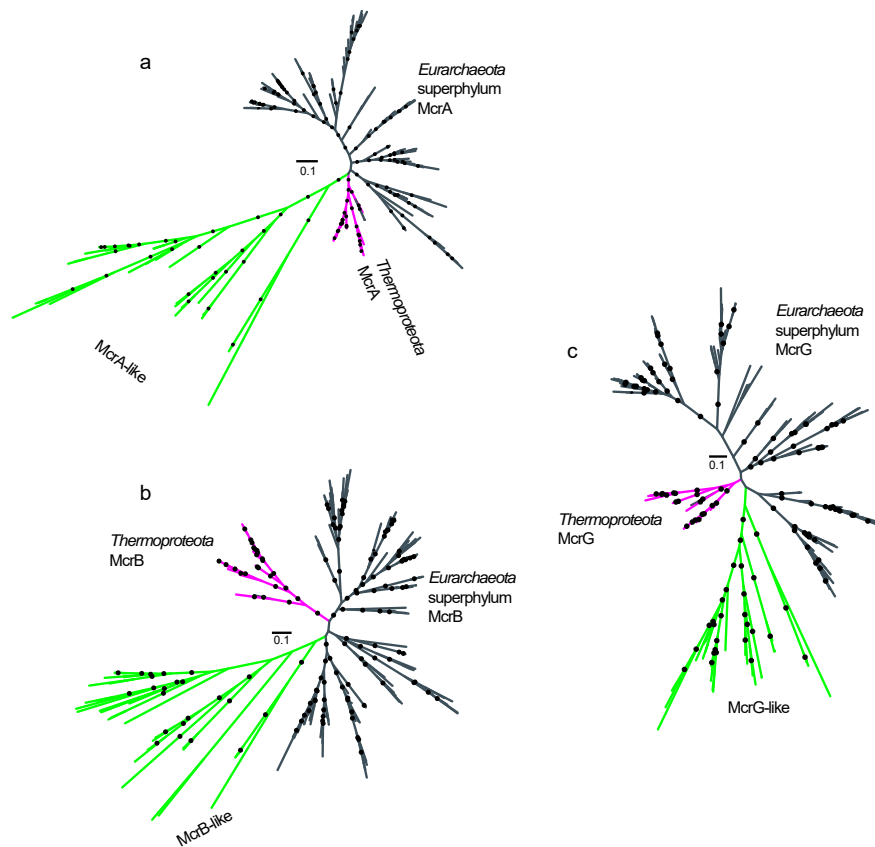 a
Eurarchaeota
superphylum
McrA
0.1
Thermoproteota
McrA
McrA-like
c
Eurarchaeota
superphylum
McrG
0.1
Thermoproteota
McrG
McrG-like
b
Thermoproteota
McrB
Eurarchaeota
superphylum
McrB
0.1
McrB-like